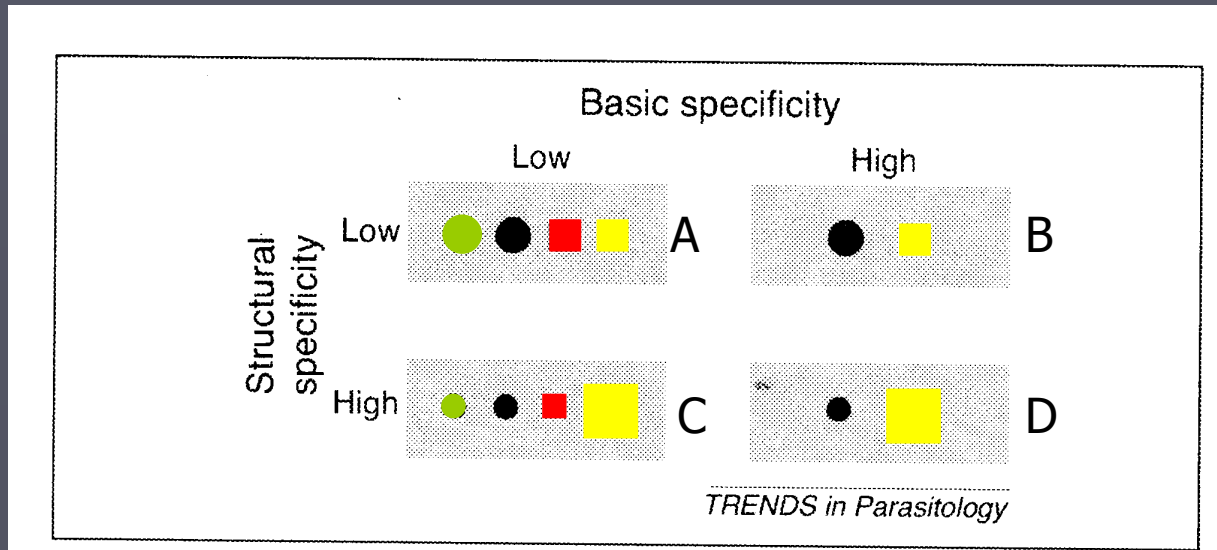 Basic specificity
Low High
Structural
specificity
Low A B
High C D
TRENDS in Parasitology